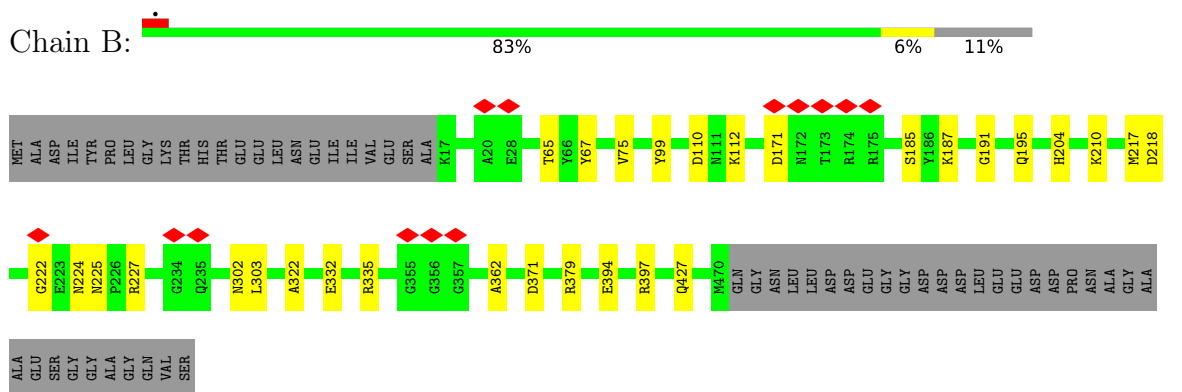 Chain B:
83% 6% 11%
MET ALA ASP ILE TYR PRO LEU GLY LYS THR HIS THR GLU GLU LEU ASN GLU ILE ILE VAL GLU SER ALA K17 A20 E28 T65 Y66 Y67 V75 Y99 D110 N111 K112 D171 N172 T173 R174 R175 S185 Y186 K187 G191 Q195 H204 K210 M217 D218
G222 E223 N224 N225 P226 R227 G234 Q235 N302 L303 A322 E332 R335 G355 G356 G357 A362 D371 R379 E394 R397 Q427 M470 GLN GLY ASN LEU LEU ASP ASP GLU GLY GLY ASP ASP ASP LEU GLU GLU ASP ASP PRO ASN ALA GLY ALA
ALA GLU SER GLY GLY ALA GLY GLN VAL SER